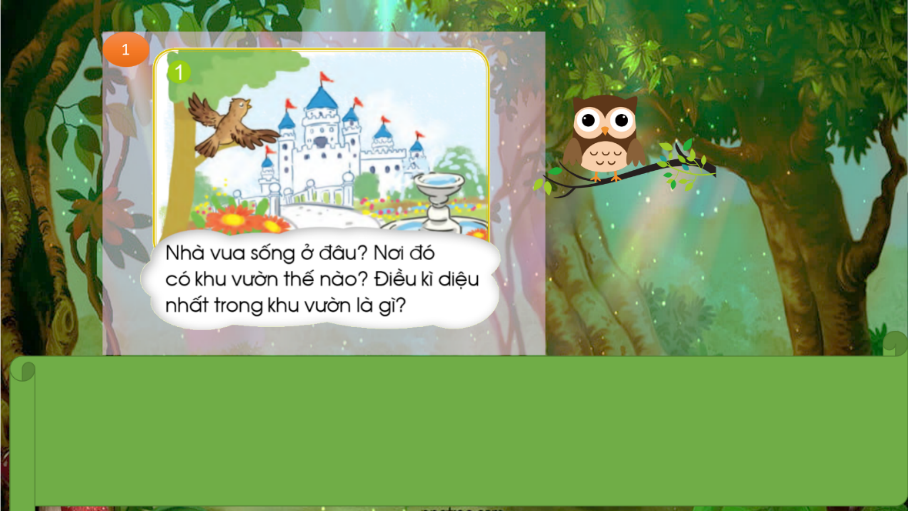 1
1
Nhà vua sống ở đâu? Nơi đó
có khu vườn thế nào? Điều kì diệu
nhất trong khu vườn là gì?